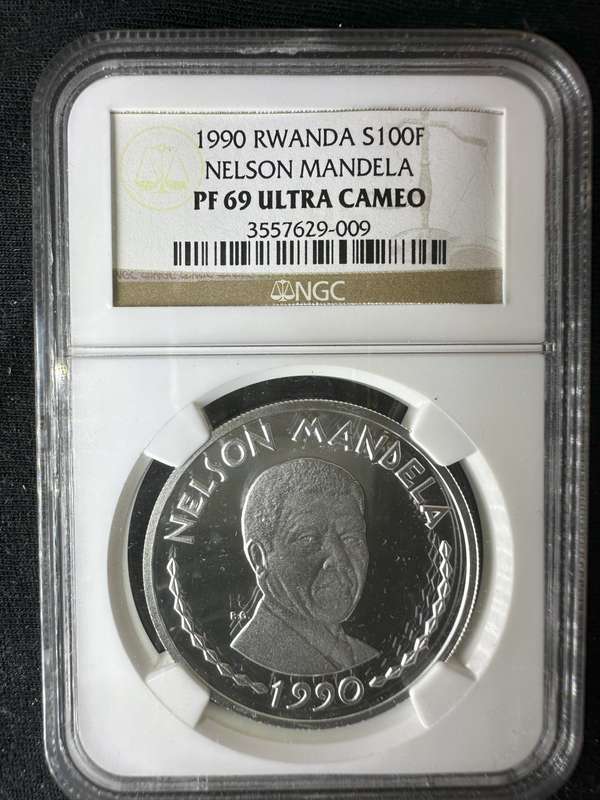 1990 RWANDA S100F
NELSON MANDELA
PF 69 ULTRA CAMEO
3557629-009
NGC
NELSON MANDELA
B.G.
1990